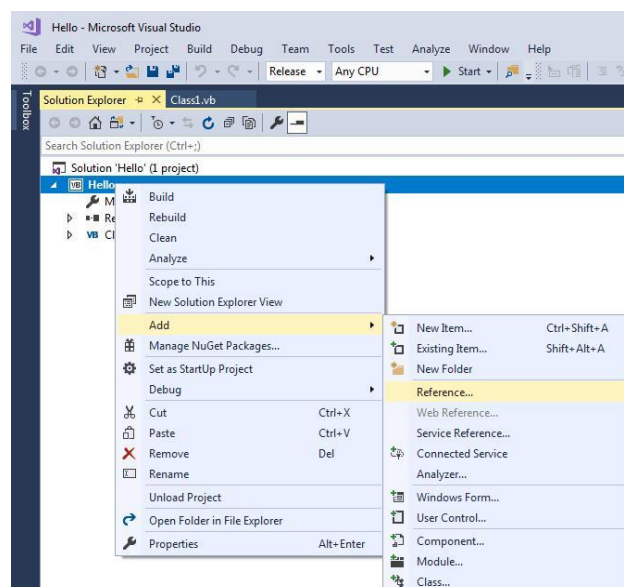 Hello - Microsoft Visual Studio
File Edit View Project Build Debug Team Tools Test Analyze Window Help
Release Any CPU Start
Toolbox
Solution Explorer Class1.vb
Search Solution Explorer (Ctrl+;)
Solution 'Hello' (1 project)
VB Hello
M
Re
VB Cl
Build
Rebuild
Clean
Analyze
Scope to This
New Solution Explorer View
Add
Manage NuGet Packages...
Set as StartUp Project
Debug
Cut Ctrl+X
Paste Ctrl+V
Remove Del
Rename
Unload Project
Open Folder in File Explorer
Properties Alt+Enter
New Item... Ctrl+Shift+A
Existing Item... Shift+Alt+A
New Folder
Reference...
Web Reference...
Service Reference...
Connected Service
Analyzer...
Windows Form...
User Control...
Component...
Module...
Class...